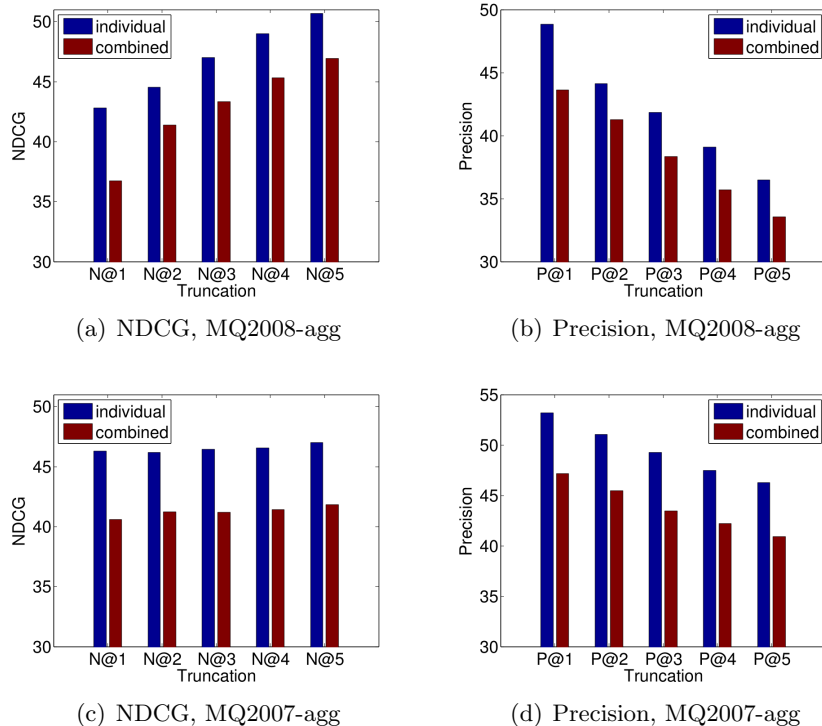 individual
combined
50
45
40
35
30
NDCG
N@1 N@2 N@3 N@4 N@5
Truncation
(a) NDCG, MQ2008-agg
individual
combined
50
45
40
35
30
Precision
P@1 P@2 P@3 P@4 P@5
Truncation
(b) Precision, MQ2008-agg
individual
combined
50
45
40
35
30
NDCG
N@1 N@2 N@3 N@4 N@5
Truncation
(c) NDCG, MQ2007-agg
individual
combined
55
50
45
40
35
30
Precision
P@1 P@2 P@3 P@4 P@5
Truncation
(d) Precision, MQ2007-agg